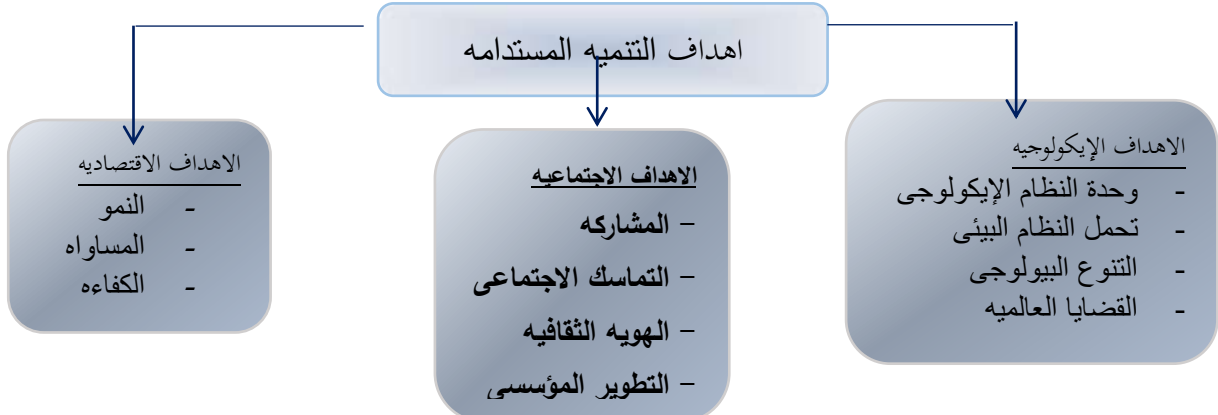 اهداف التنميه المستدامه
الاهداف الإيكولوجيه
- وحدة النظام الإيكولوجى
- تحمل النظام البيئى
- التنوع البيولوجى
- القضايا العالميه
الاهداف الاجتماعيه
– المشاركه
– التماسك الاجتماعى
– الهويه الثقافيه
– التطوير المؤسسى
الاهداف الاقتصاديه
- النمو
- المساواه
- الكفاءه